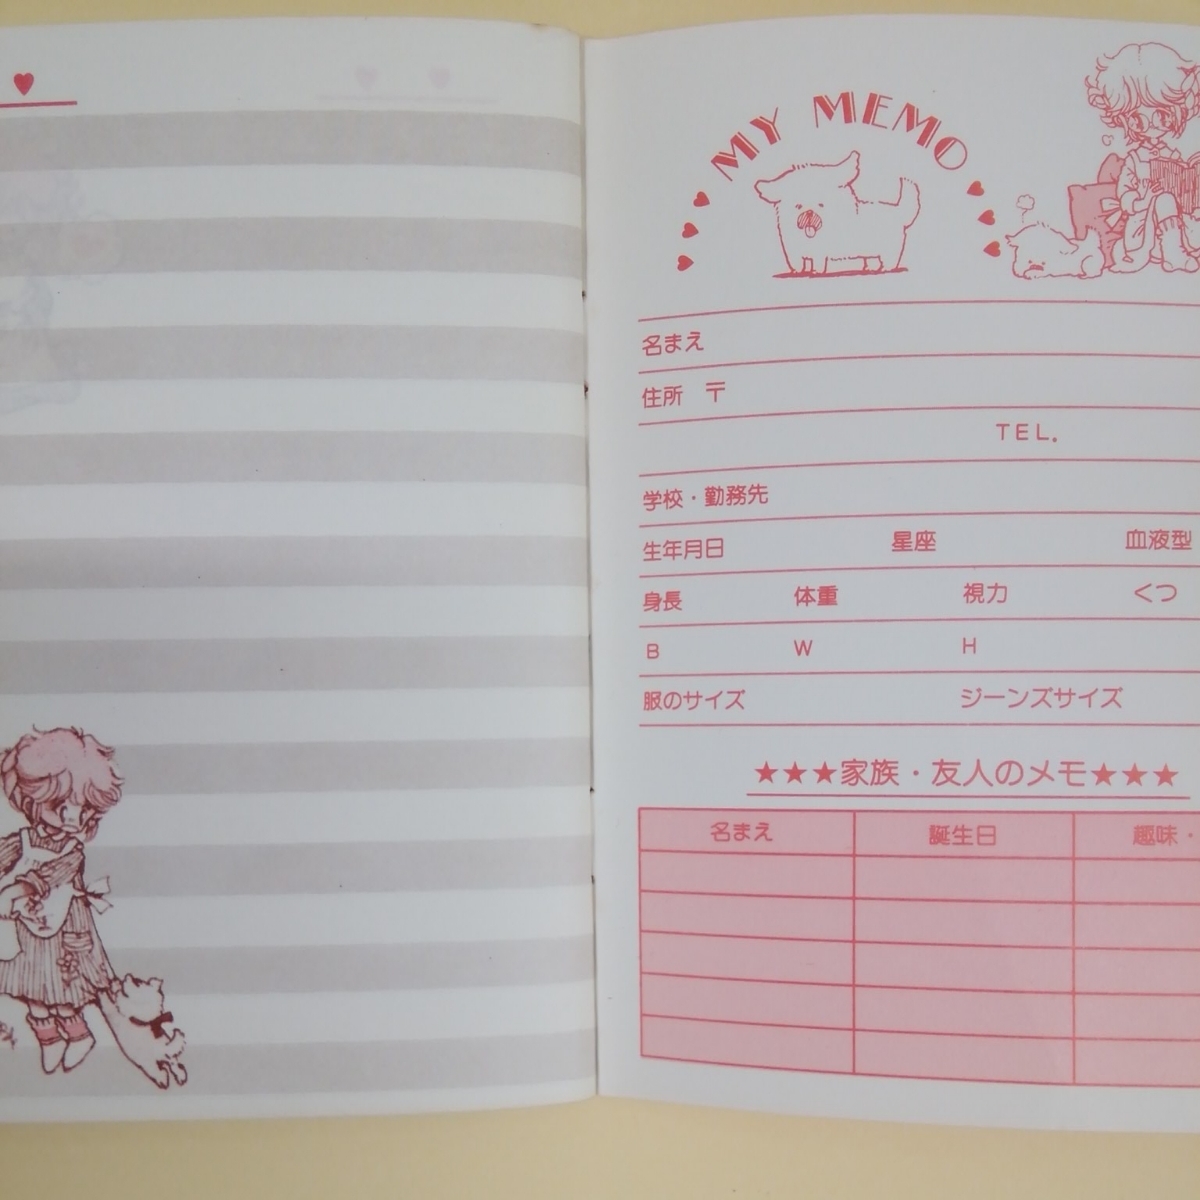 MY MEMO
名まえ
住所 〒
TEL.
学校・勤務先
生年月日 星座 血液型
身長 体重 視力 くつ
B W H
服のサイズ ジーンズサイズ
★★★家族・友人のメモ★★★
名まえ 誕生日 趣味・